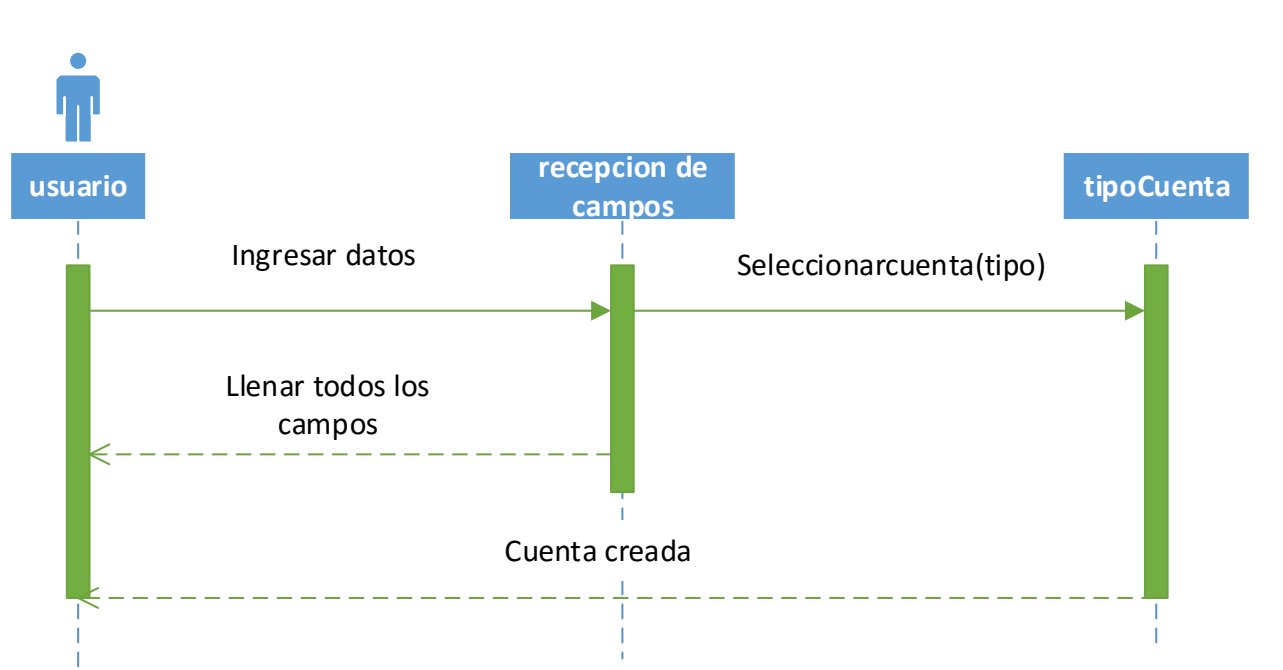 usuario
recepcion de
campos
tipoCuenta
Ingresar datos
Seleccionarcuenta(tipo)
Llenar todos los
campos
Cuenta creada